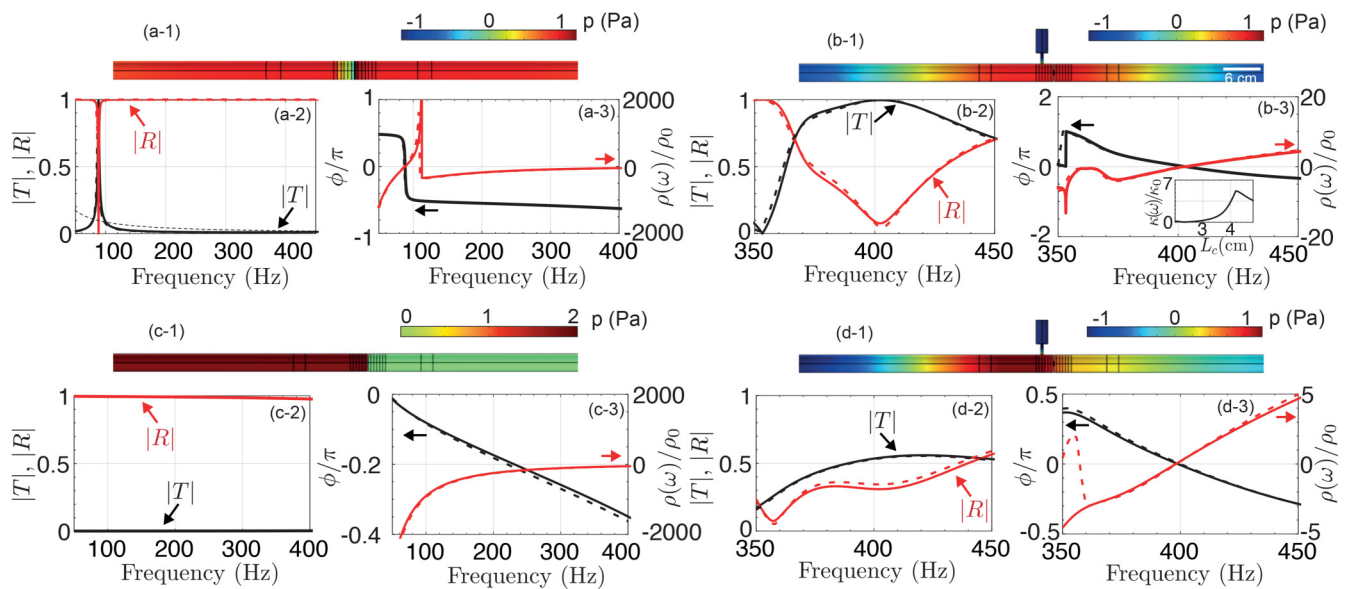 -1 0 1 p (Pa)
(a-1)
1
0.5
0
|T|, |R|
|R|
|T|
(a-2)
100 200 300 400
Frequency (Hz)
1
0
-1
ϕ/π
(a-3)
2000
0
-2000
ρ(ω)/ρ0
100 200 300 400
Frequency (Hz)
-1 0 1 p (Pa)
(b-1)
6 cm
1
0.5
0
|T|, |R|
|T|
|R|
(b-2)
350 400 450
Frequency (Hz)
2
0
-2
ϕ/π
(b-3)
20
0
-20
ρ(ω)/ρ0
7
0
κ(ω)/κ0
3 4
Lc(cm)
350 400 450
Frequency (Hz)
0 1 2 p (Pa)
(c-1)
1
0.5
0
|T|, |R|
|R|
|T|
(c-2)
100 200 300 400
Frequency (Hz)
0
-0.2
-0.4
ϕ/π
(c-3)
2000
0
-2000
ρ(ω)/ρ0
100 200 300 400
Frequency (Hz)
-1 0 1 p (Pa)
(d-1)
1
0.5
0
|T|, |R|
|T|
|R|
(d-2)
350 400 450
Frequency (Hz)
0.5
0
-0.5
ϕ/π
(d-3)
5
0
-5
ρ(ω)/ρ0
350 400 450
Frequency (Hz)